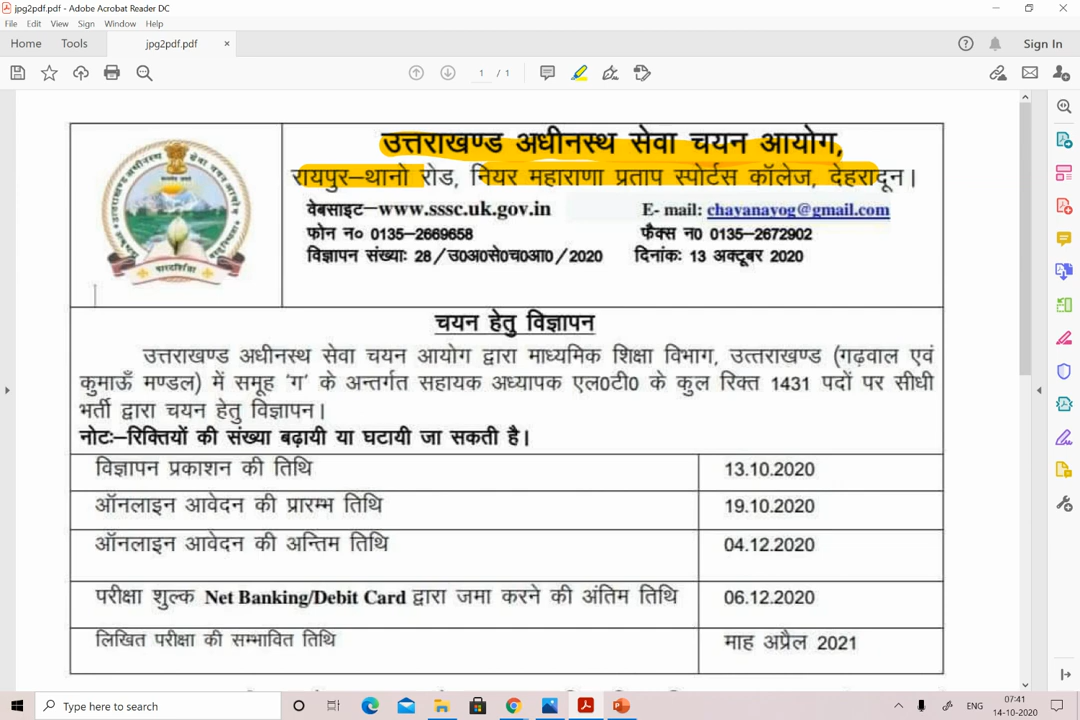 jpg2pdf.pdf - Adobe Acrobat Reader DC
File Edit View Sign Window Help
Home Tools jpg2pdf.pdf × Sign In
1 / 1
उत्तराखण्ड अधीनस्थ सेवा चयन आयोग,
रायपुर–थानो रोड, नियर महाराणा प्रताप स्पोर्टस कॉलेज, देहरादून।
वेबसाइट–www.sssc.uk.gov.in E- mail: chayanayog@gmail.com
फोन न० 0135–2669658 फैक्स न0 0135–2672902
विज्ञापन संख्याः 28/उ0अ0से0च0आ0/2020 दिनांकः 13 अक्टूबर 2020
पारदर्शिता
चयन हेतु विज्ञापन
उत्तराखण्ड अधीनस्थ सेवा चयन आयोग द्वारा माध्यमिक शिक्षा विभाग, उत्तराखण्ड (गढ़वाल एवं
कुमाऊँ मण्डल) में समूह 'ग' के अन्तर्गत सहायक अध्यापक एल0टी0 के कुल रिक्त 1431 पदों पर सीधी
भर्ती द्वारा चयन हेतु विज्ञापन।
नोटः–रिक्तियों की संख्या बढ़ायी या घटायी जा सकती है।
विज्ञापन प्रकाशन की तिथि 13.10.2020
ऑनलाइन आवेदन की प्रारम्भ तिथि 19.10.2020
ऑनलाइन आवेदन की अन्तिम तिथि 04.12.2020
परीक्षा शुल्क Net Banking/Debit Card द्वारा जमा करने की अंतिम तिथि 06.12.2020
लिखित परीक्षा की सम्भावित तिथि माह अप्रैल 2021
Type here to search
ENG
07:41
14-10-2020